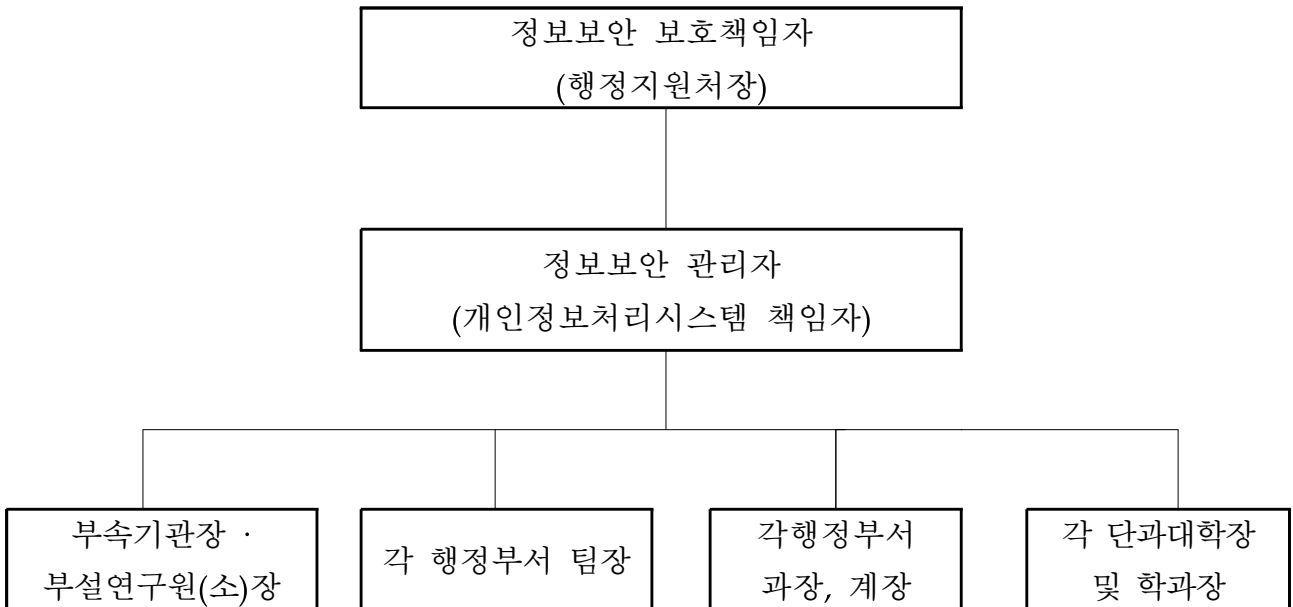 정보보안 보호책임자
(행정지원처장)
정보보안 관리자
(개인정보처리시스템 책임자)
부속기관장 ·
부설연구원(소)장
각 행정부서 팀장
각행정부서
과장, 계장
각 단과대학장
및 학과장